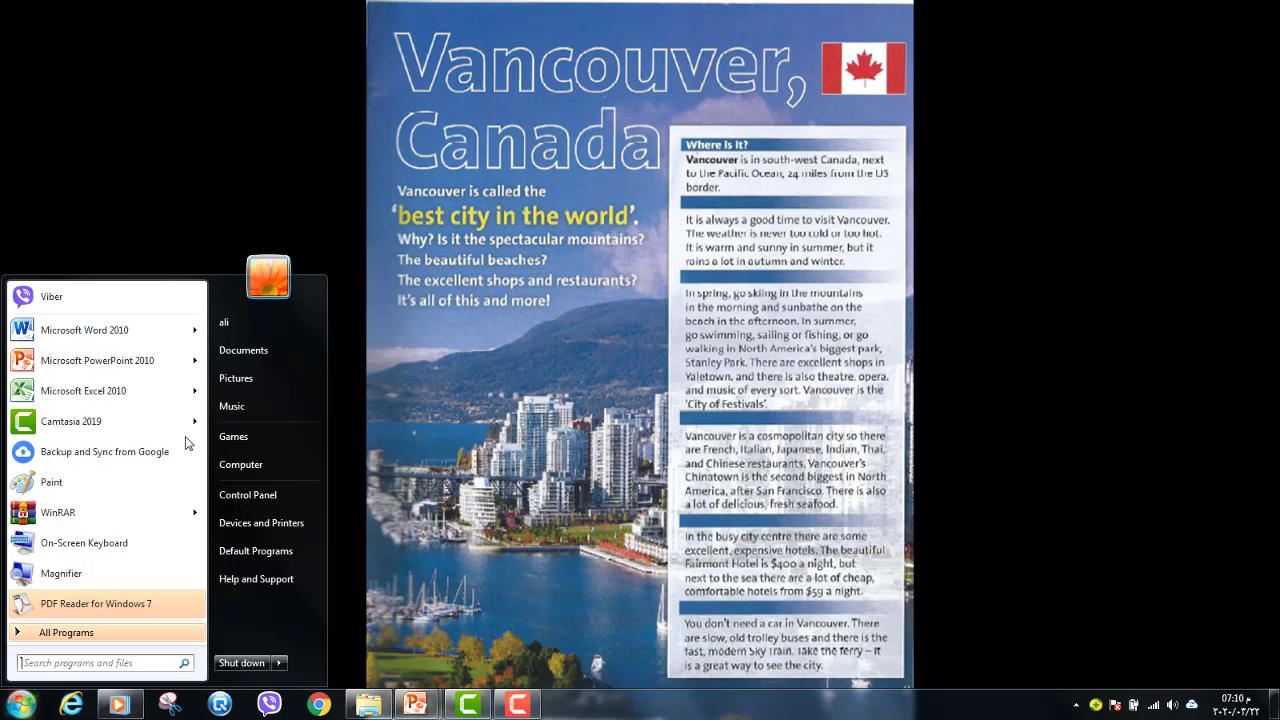 Vancouver,
Canada
Vancouver is called the
'best city in the world'.
Why? Is it the spectacular mountains?
The beautiful beaches?
The excellent shops and restaurants?
It's all of this and more!
Where is it?
Vancouver is in south-west Canada, next
to the Pacific Ocean, 24 miles from the US
border.
It is always a good time to visit Vancouver.
The weather is never too cold or too hot.
It is warm and sunny in summer, but it
rains a lot in autumn and winter.
In spring, go skiing in the mountains
in the morning and sunbathe on the
beach in the afternoon. In summer,
go swimming, sailing or fishing, or go
walking in North America's biggest park,
Stanley Park. There are excellent shops in
Yaletown, and there is also theatre, opera,
and music of every sort. Vancouver is the
'City of Festivals'.
Vancouver is a cosmopolitan city so there
are French, Italian, Japanese, Indian, Thai,
and Chinese restaurants. Vancouver's
Chinatown is the second biggest in North
America, after San Francisco. There is also
a lot of delicious, fresh seafood.
In the busy city centre there are some
excellent, expensive hotels. The beautiful
Fairmont Hotel is $400 a night, but
next to the sea there are a lot of cheap,
comfortable hotels from $59 a night.
You don't need a car in Vancouver. There
are slow, old trolley buses and there is the
fast, modern Sky Train. Take the ferry – it
is a great way to see the city.
Viber
Microsoft Word 2010
Microsoft PowerPoint 2010
Microsoft Excel 2010
Camtasia 2019
Backup and Sync from Google
Paint
WinRAR
On-Screen Keyboard
Magnifier
PDF Reader for Windows 7
All Programs
Search programs and files
ali
Documents
Pictures
Music
Games
Computer
Control Panel
Devices and Printers
Default Programs
Help and Support
Shut down
07:10 م
٢٠٢٠/٠٣/٢٢